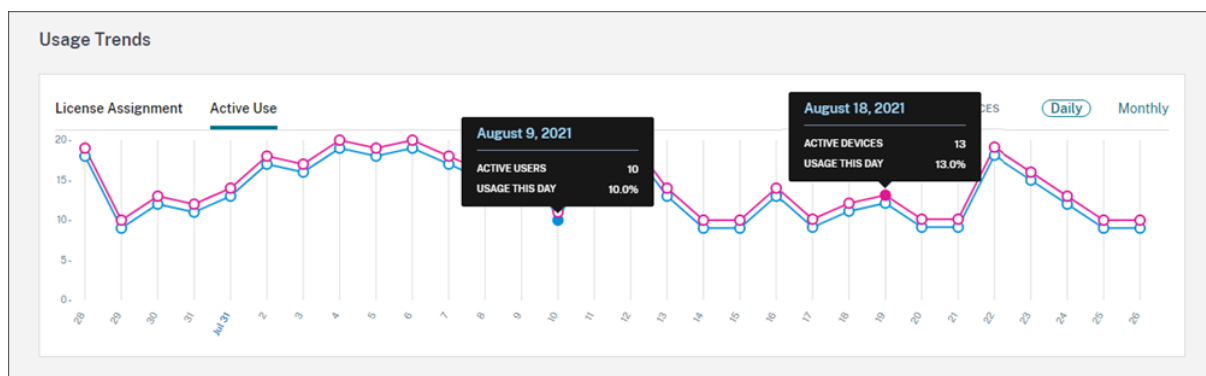 Usage Trends
License Assignment Active Use CES Daily Monthly
August 9, 2021
ACTIVE USERS 10
USAGE THIS DAY 10.0%
August 18, 2021
ACTIVE DEVICES 13
USAGE THIS DAY 13.0%
20-
15-
10-
5-
0-
28 29 30 31 Jul 31 2 3 4 5 6 7 8 9 10 11 12 13 14 15 16 17 18 19 20 21 22 23 24 25 26